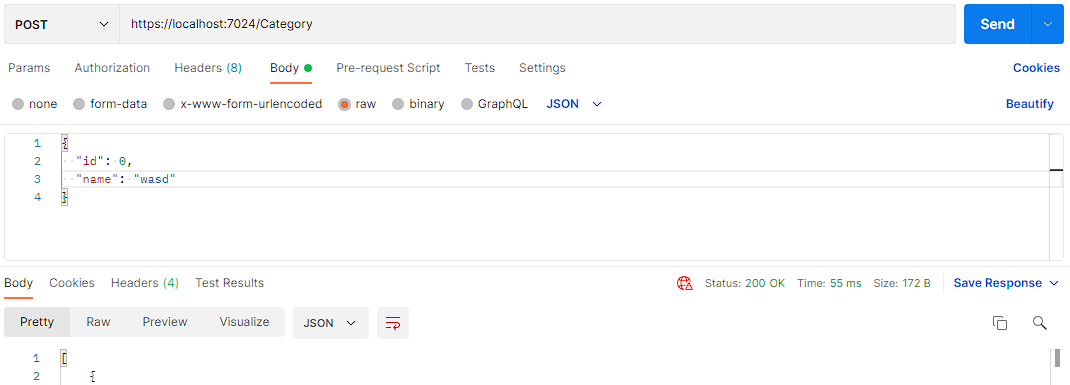 POST https://localhost:7024/Category Send
Params Authorization Headers (8) Body Pre-request Script Tests Settings Cookies
none form-data x-www-form-urlencoded raw binary GraphQL JSON Beautify
1 {
2 "id": 0,
3 "name": "wasd"
4 }
Body Cookies Headers (4) Test Results Status: 200 OK Time: 55 ms Size: 172 B Save Response
Pretty Raw Preview Visualize JSON
1 [
2 {